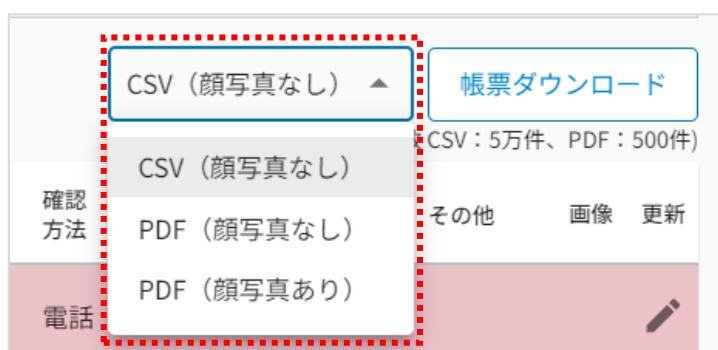 CSV（顔写真なし）
帳票ダウンロード
CSV：5万件、PDF：500件)
CSV（顔写真なし）
PDF（顔写真なし）
PDF（顔写真あり）
確認
方法
その他
画像
更新
電話